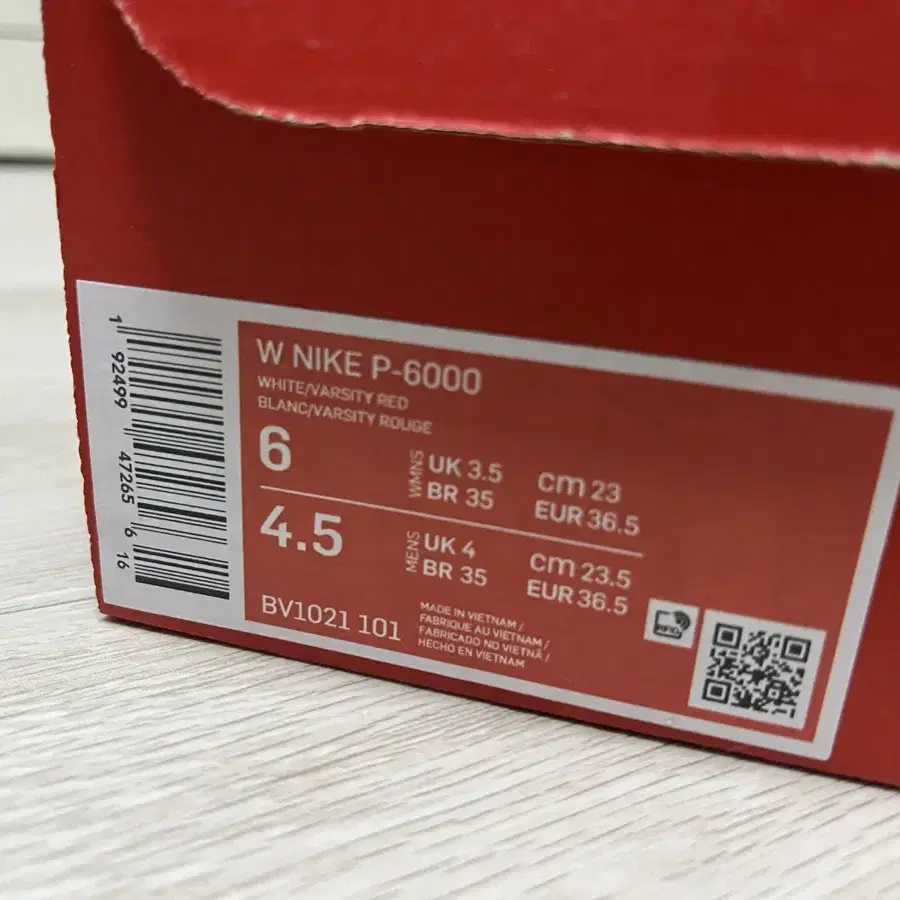 W NIKE P-6000
WHITE/VARSITY RED
BLANC/VARSITY ROUGE
6
WMNS
UK 3.5
BR 35
cm 23
EUR 36.5
4.5
MENS
UK 4
BR 35
cm 23.5
EUR 36.5
BV1021 101
MADE IN VIETNAM /
FABRIQUE AU VIETNAM /
FABRICADO NO VIETNÃ /
HECHO EN VIETNAM
RFID
1 92499 47265 6 16